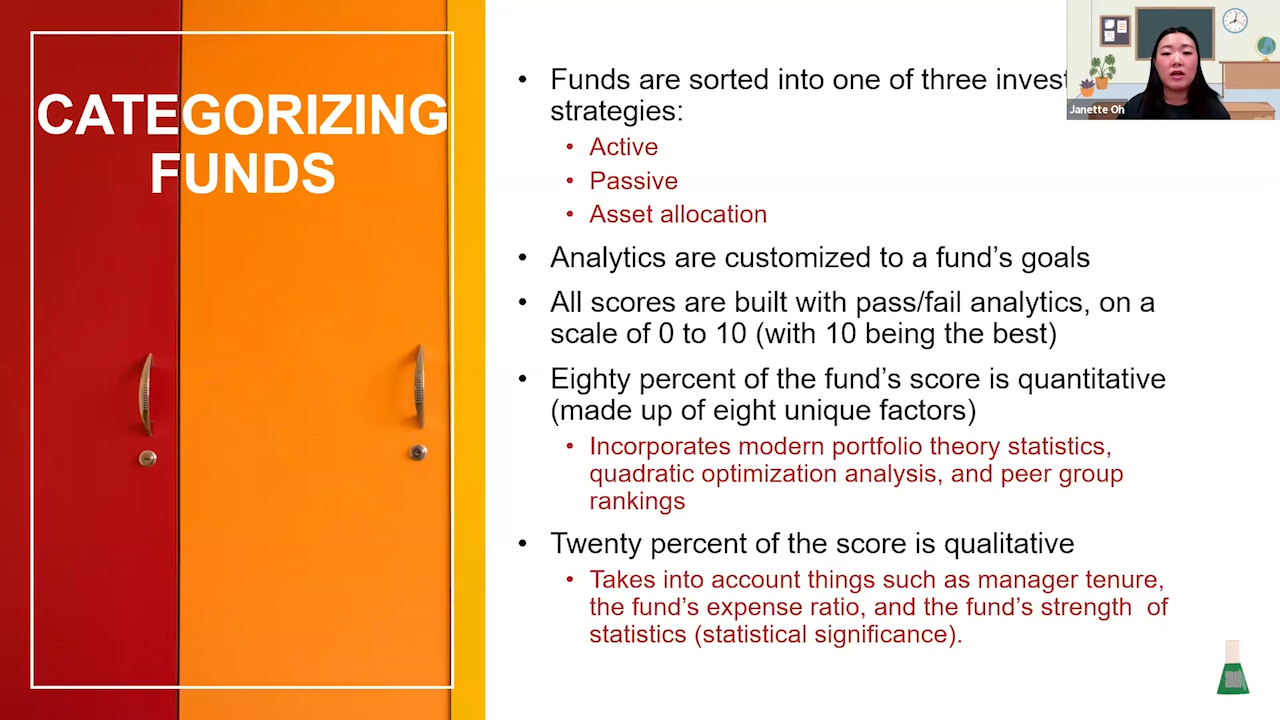 CATEGORIZING
FUNDS
• Funds are sorted into one of three invest
strategies:
• Active
• Passive
• Asset allocation
• Analytics are customized to a fund’s goals
• All scores are built with pass/fail analytics, on a
scale of 0 to 10 (with 10 being the best)
• Eighty percent of the fund’s score is quantitative
(made up of eight unique factors)
• Incorporates modern portfolio theory statistics,
quadratic optimization analysis, and peer group
rankings
• Twenty percent of the score is qualitative
• Takes into account things such as manager tenure,
the fund’s expense ratio, and the fund’s strength of
statistics (statistical significance).
Janette Oh